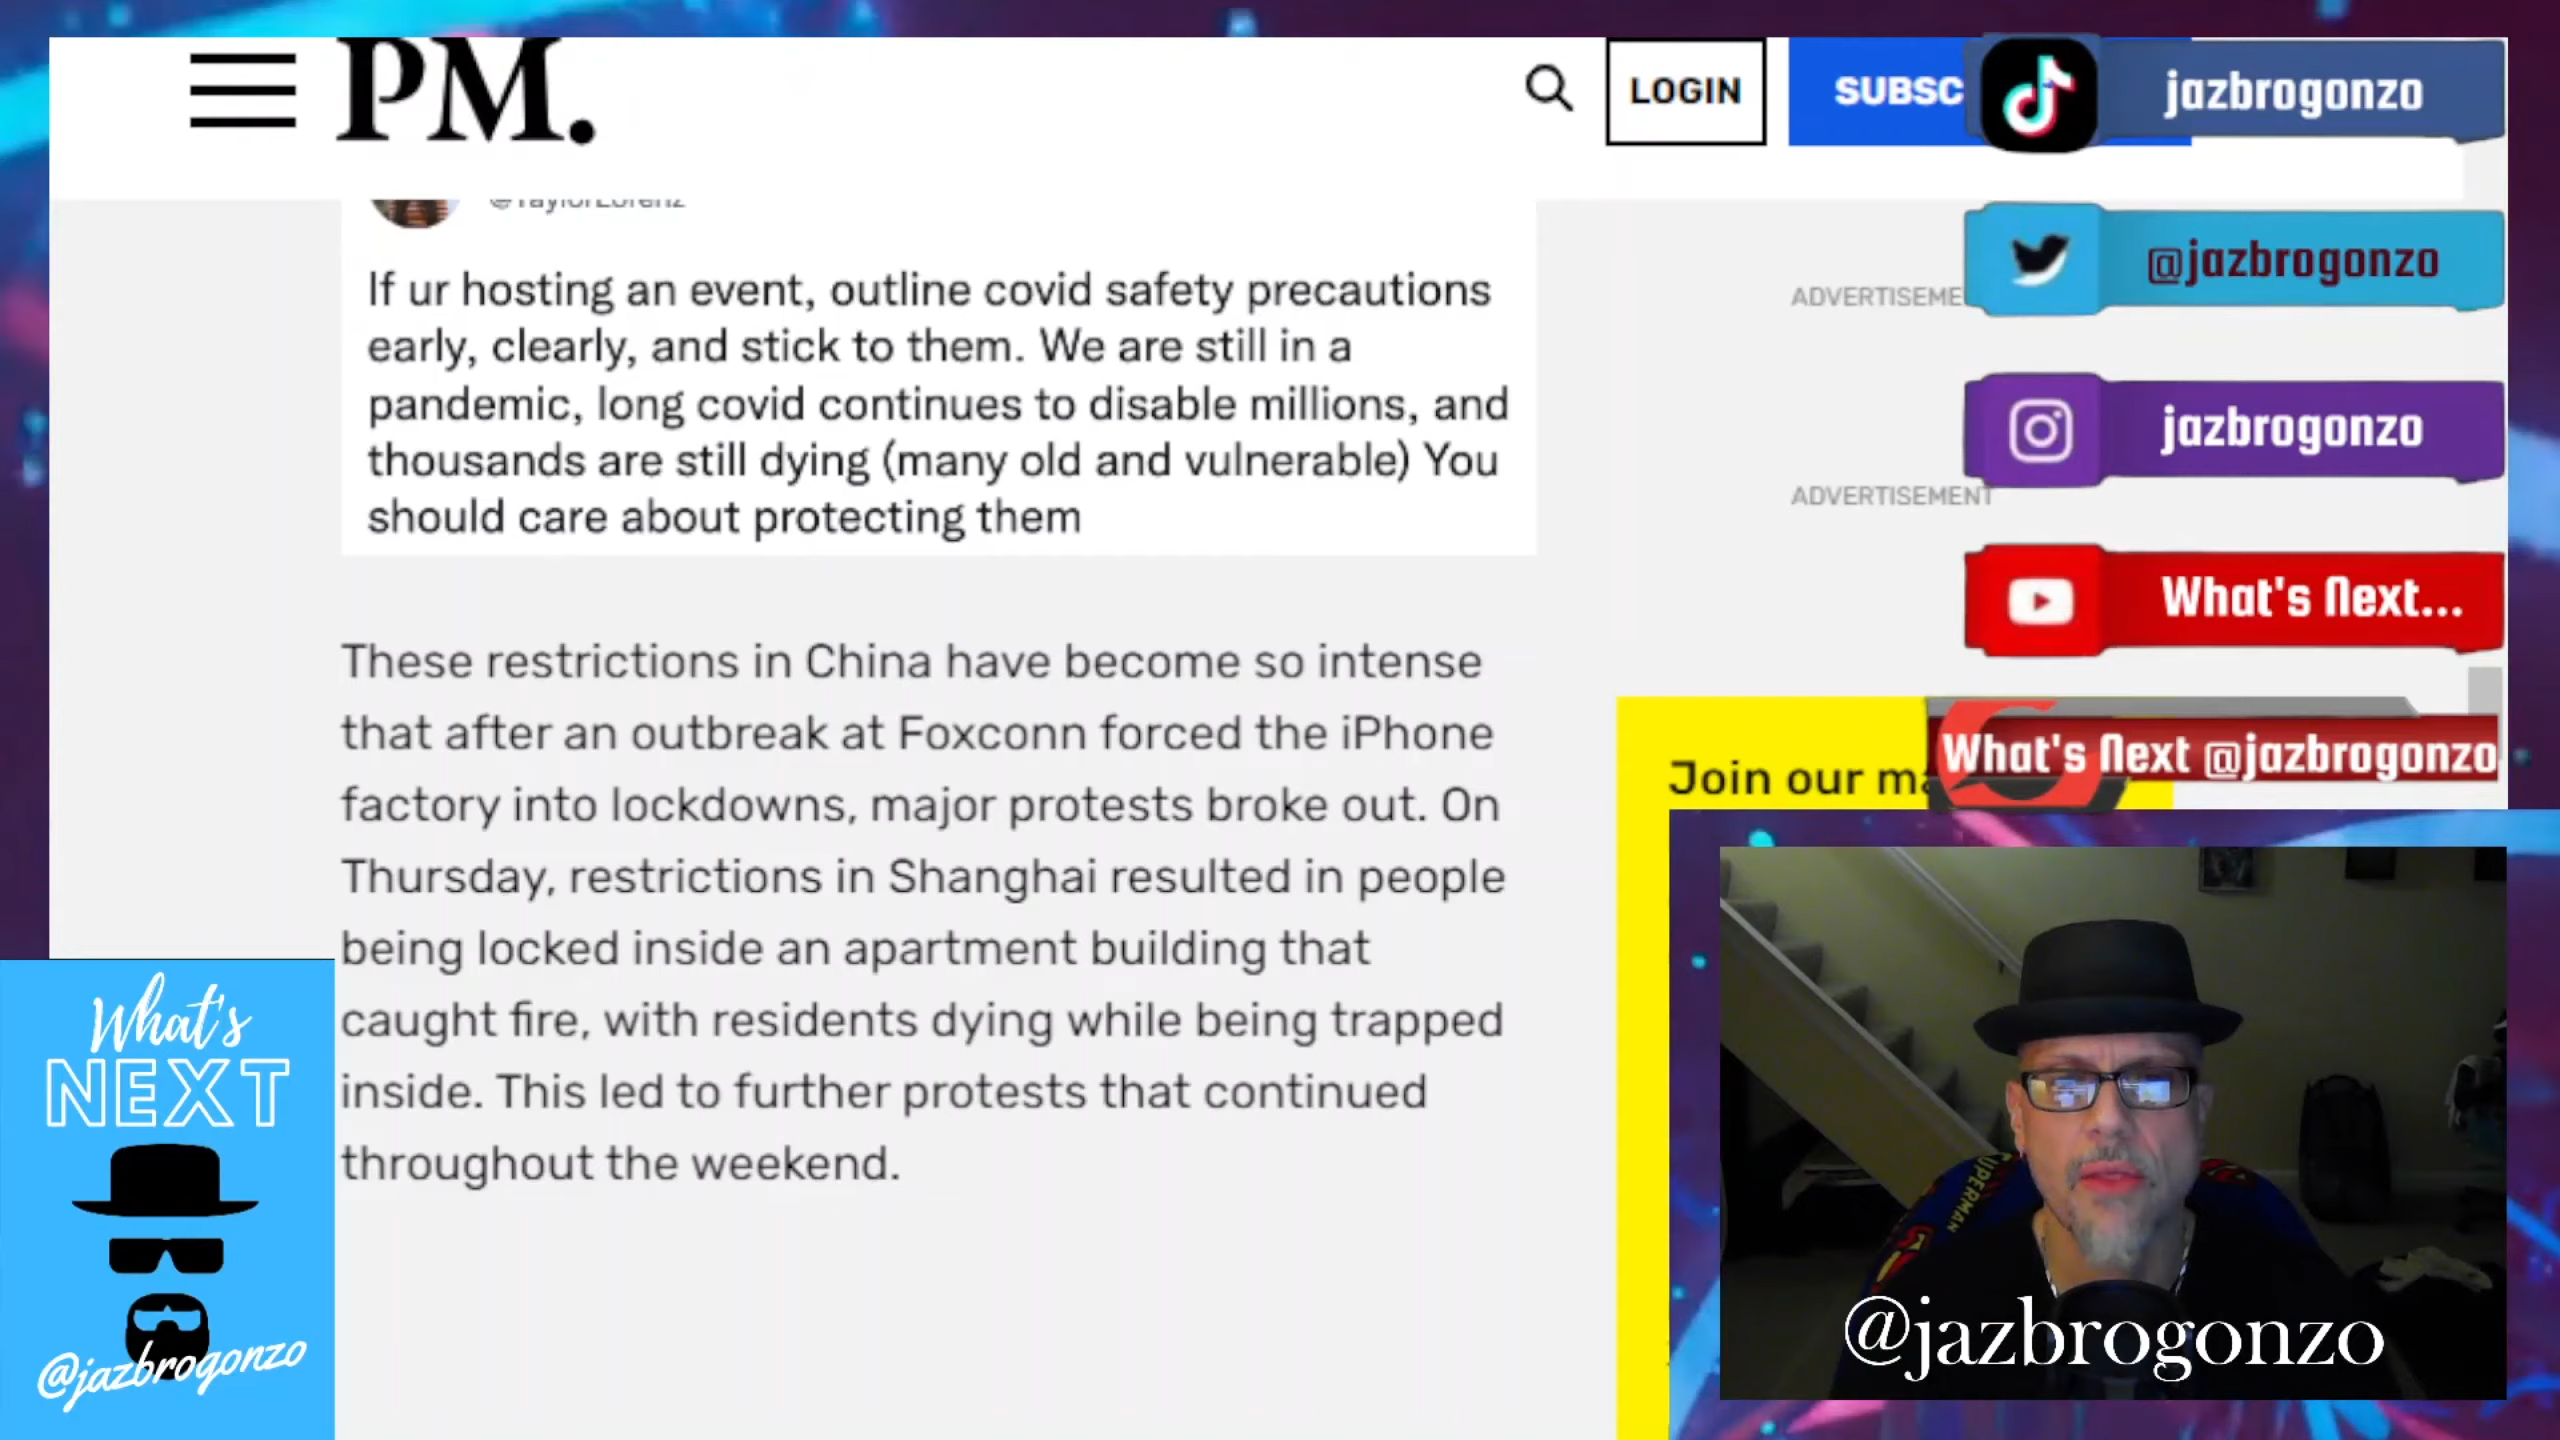 PM.
LOGIN
SUBSC
jazbrogonzo
@TaylorLorenz
@jazbrogonzo
If ur hosting an event, outline covid safety precautions
early, clearly, and stick to them. We are still in a
pandemic, long covid continues to disable millions, and
thousands are still dying (many old and vulnerable) You
should care about protecting them
ADVERTISEME
jazbrogonzo
ADVERTISEMENT
What's Next...
These restrictions in China have become so intense
that after an outbreak at Foxconn forced the iPhone
factory into lockdowns, major protests broke out. On
Thursday, restrictions in Shanghai resulted in people
being locked inside an apartment building that
caught fire, with residents dying while being trapped
inside. This led to further protests that continued
throughout the weekend.
What's Next @jazbrogonzo
Join our ma
What's
NEXT
@jazbrogonzo
SUPERMAN
@jazbrogonzo